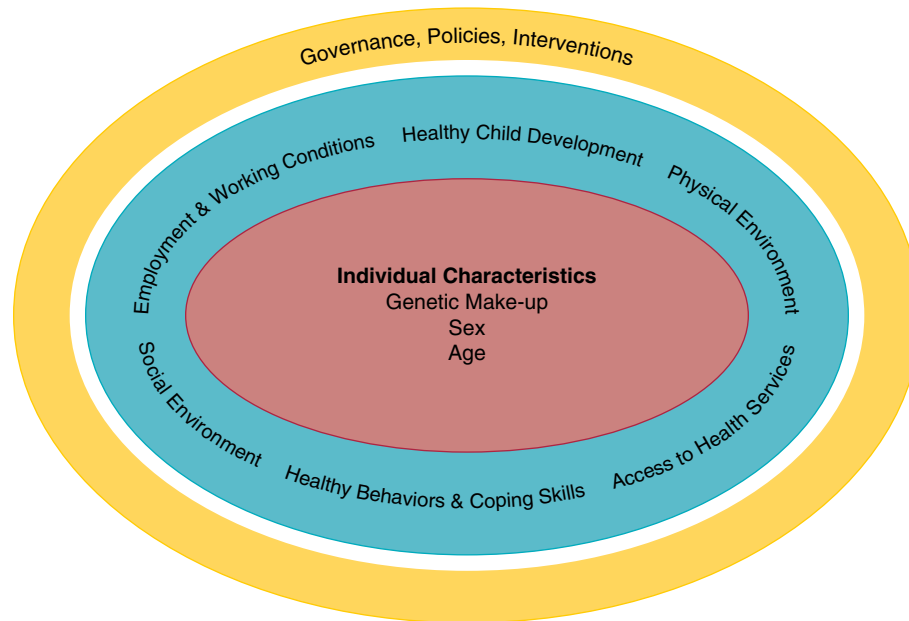 Governance, Policies, Interventions
Employment & Working Conditions
Healthy Child Development
Physical Environment
Individual Characteristics
Genetic Make-up
Sex
Age
Social Environment
Healthy Behaviors & Coping Skills
Access to Health Services